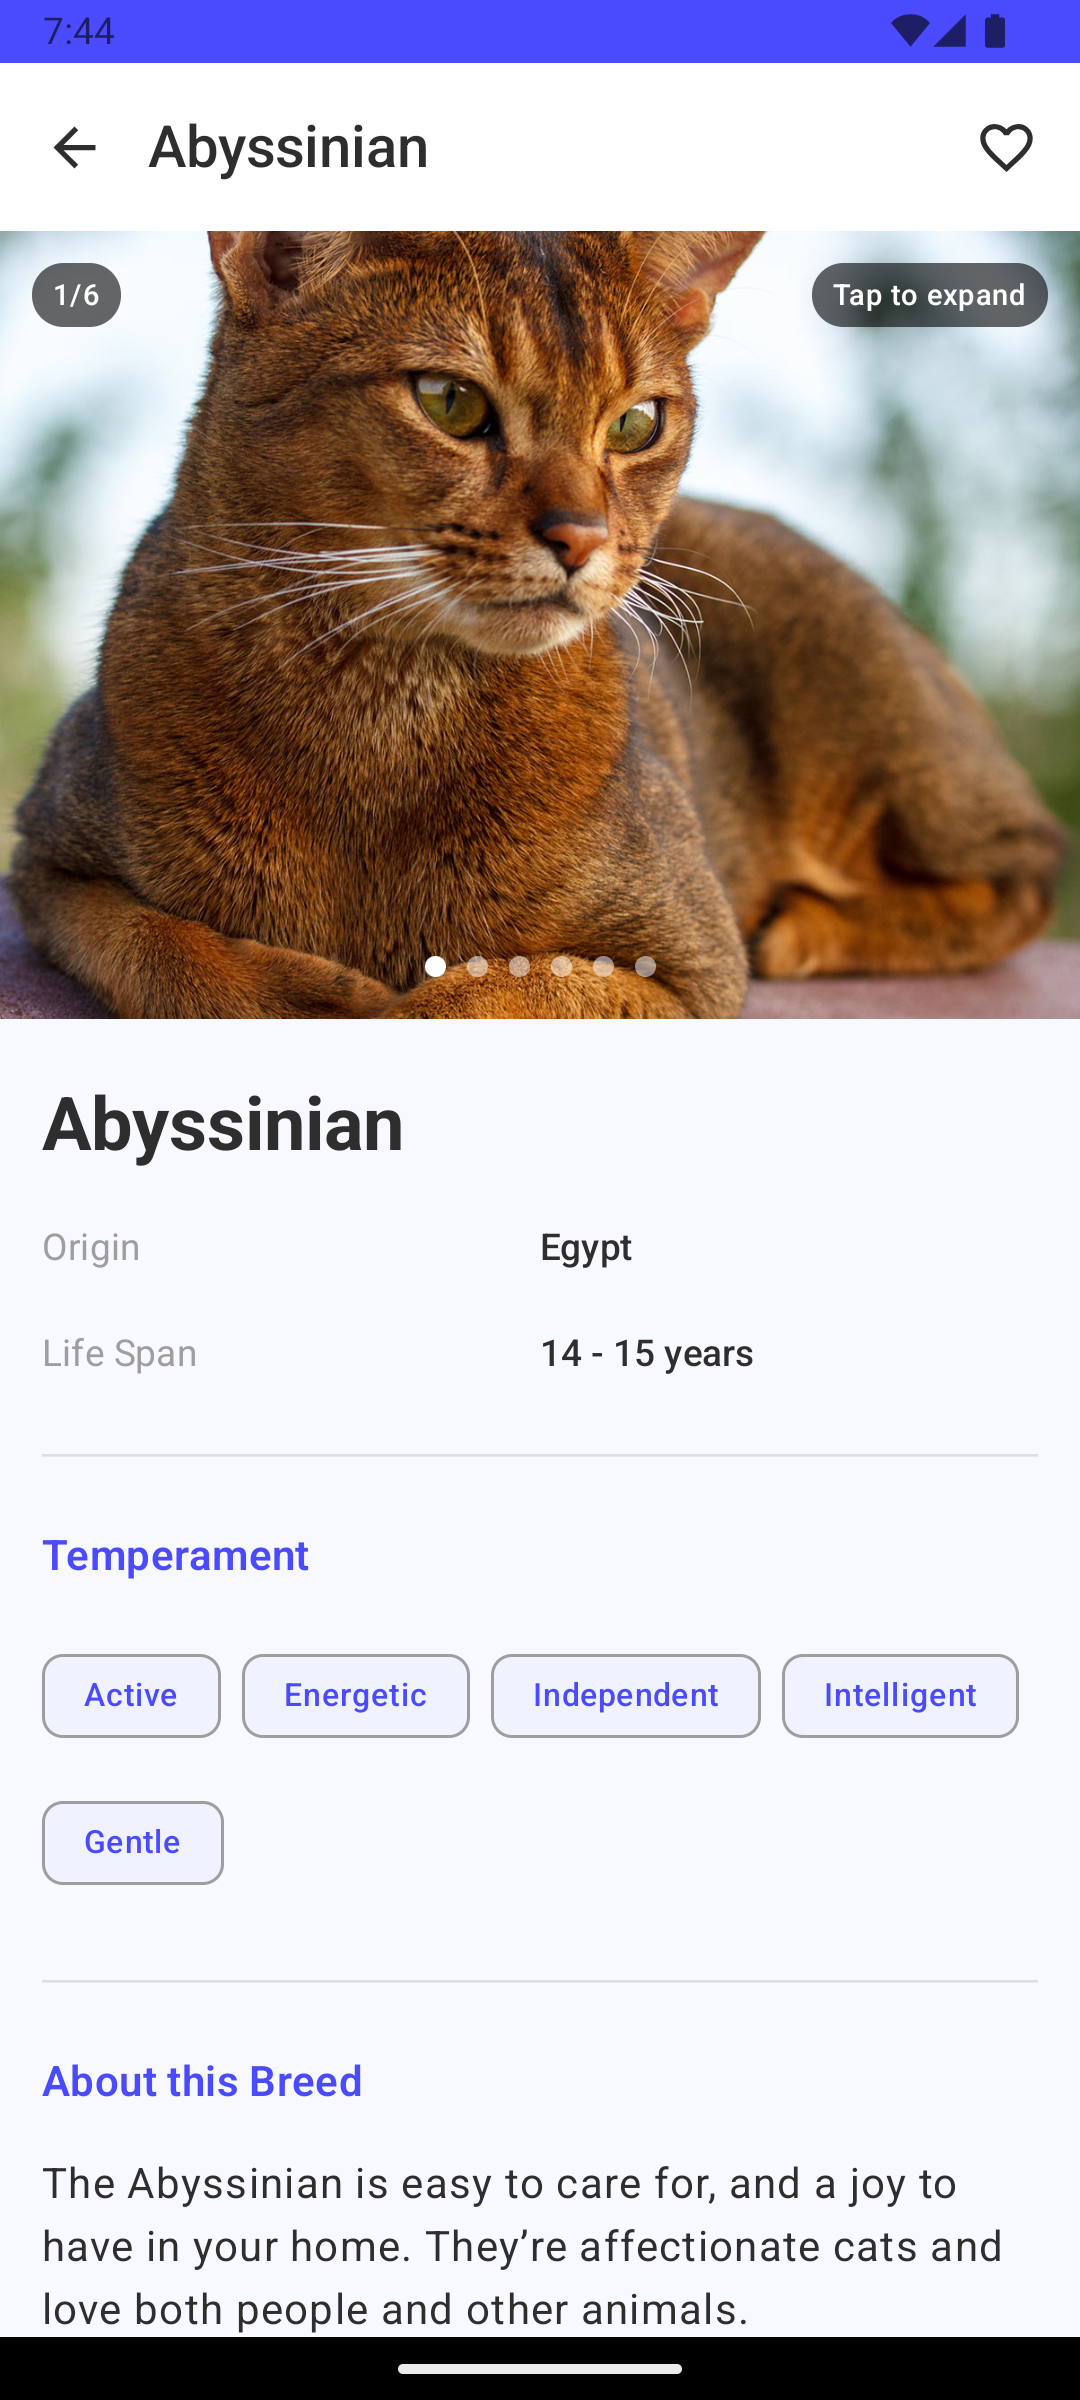 7:44
Abyssinian
1/6
Tap to expand
Abyssinian
Origin
Egypt
Life Span
14 - 15 years
Temperament
Active
Energetic
Independent
Intelligent
Gentle
About this Breed
The Abyssinian is easy to care for, and a joy to
have in your home. They’re affectionate cats and
love both people and other animals.